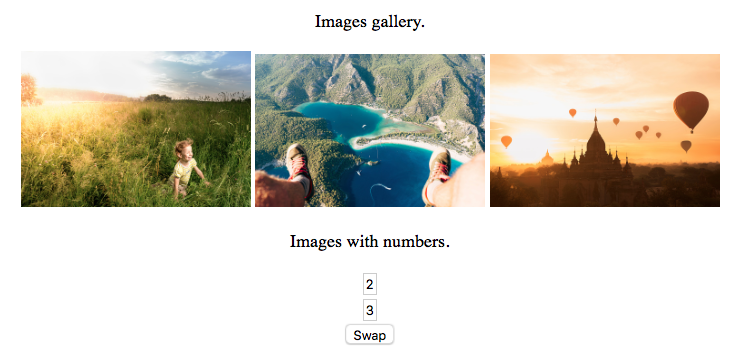 Images gallery.
Images with numbers.
2
3
Swap